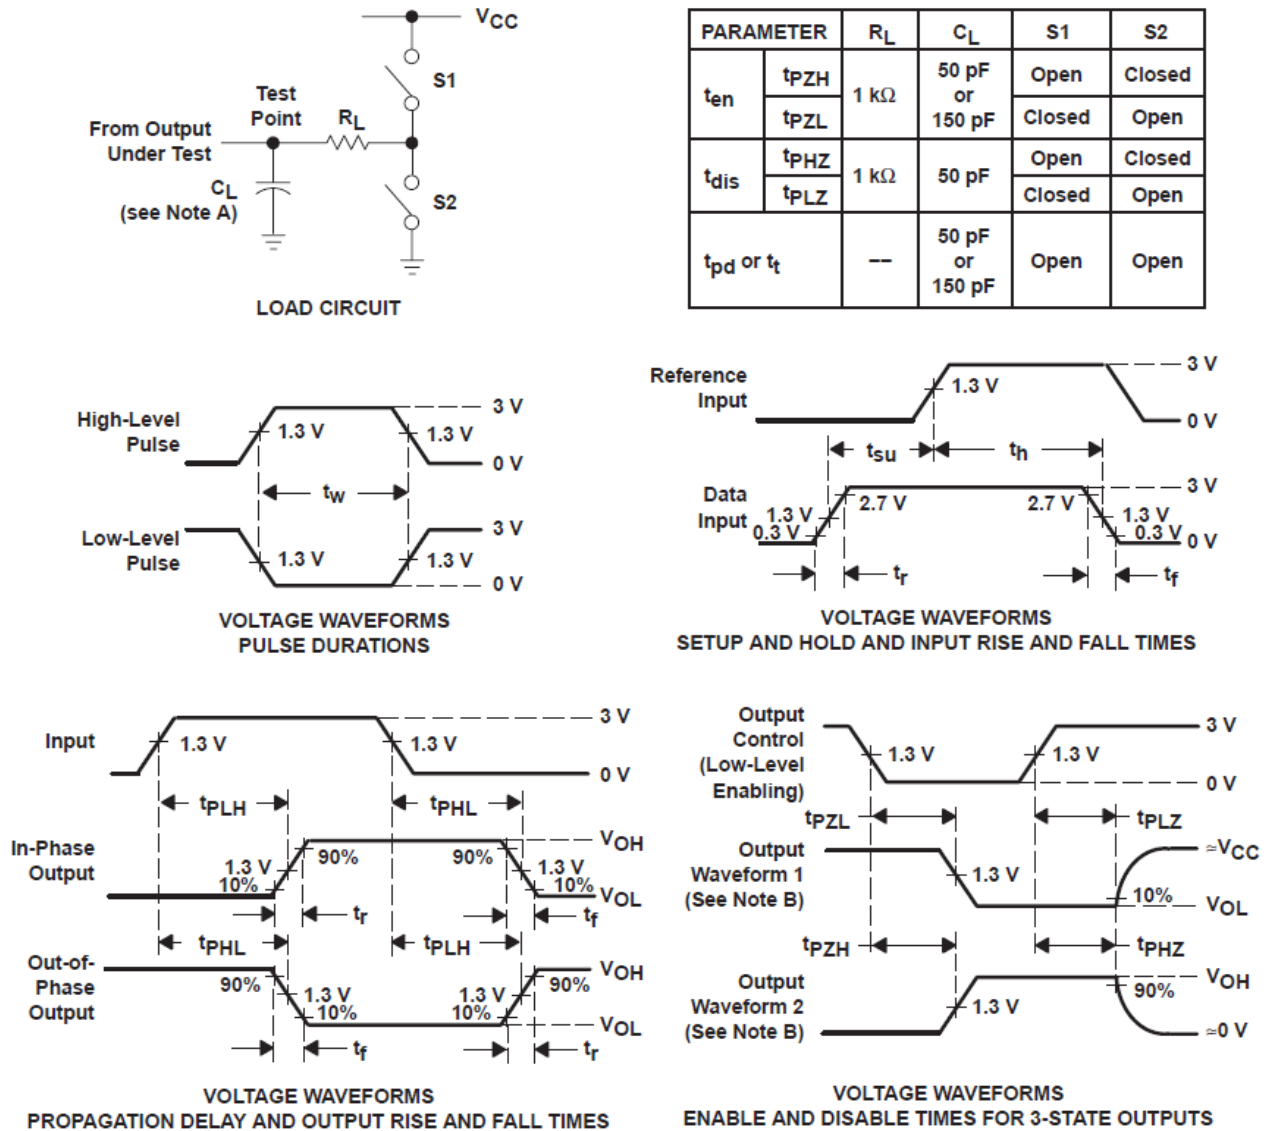 VCC
S1
Test
Point
RL
From Output
Under Test
CL
(see Note A)
S2
LOAD CIRCUIT
PARAMETER RL CL S1 S2
ten tPZH 1 kΩ 50 pF or 150 pF Open Closed
tPZL Closed Open
tdis tPHZ 1 kΩ 50 pF Open Closed
tPLZ Closed Open
tpd or tt –– 50 pF or 150 pF Open Open
High-Level
Pulse
1.3 V
1.3 V
3 V
0 V
tw
Low-Level
Pulse
1.3 V
1.3 V
3 V
0 V
VOLTAGE WAVEFORMS
PULSE DURATIONS
Reference
Input
1.3 V
3 V
0 V
tsu
th
Data
Input
1.3 V
0.3 V
2.7 V
2.7 V
1.3 V
0.3 V
3 V
0 V
tr
tf
VOLTAGE WAVEFORMS
SETUP AND HOLD AND INPUT RISE AND FALL TIMES
Input
1.3 V
1.3 V
3 V
0 V
tPLH
tPHL
In-Phase
Output
1.3 V
10%
90%
90%
1.3 V
10%
VOH
VOL
tr
tf
tPHL
tPLH
Out-of-
Phase
Output
90%
1.3 V
10%
1.3 V
10%
90%
VOH
VOL
tf
tr
VOLTAGE WAVEFORMS
PROPAGATION DELAY AND OUTPUT RISE AND FALL TIMES
Output
Control
(Low-Level
Enabling)
1.3 V
1.3 V
3 V
0 V
tPZL
tPLZ
Output
Waveform 1
(See Note B)
1.3 V
10%
≈VCC
VOL
tPZH
tPHZ
Output
Waveform 2
(See Note B)
1.3 V
90%
VOH
≈0 V
VOLTAGE WAVEFORMS
ENABLE AND DISABLE TIMES FOR 3-STATE OUTPUTS